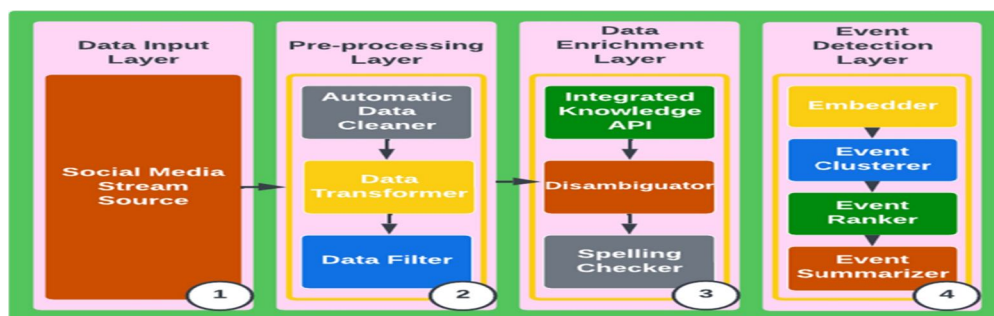 Data Input
Layer
Social Media
Stream
Source
1
Pre-processing
Layer
Automatic
Data
Cleaner
Data
Transformer
Data Filter
2
Data
Enrichment
Layer
Integrated
Knowledge
API
Disambiguator
Spelling
Checker
3
Event
Detection
Layer
Embedder
Event
Clusterer
Event
Ranker
Event
Summarizer
4